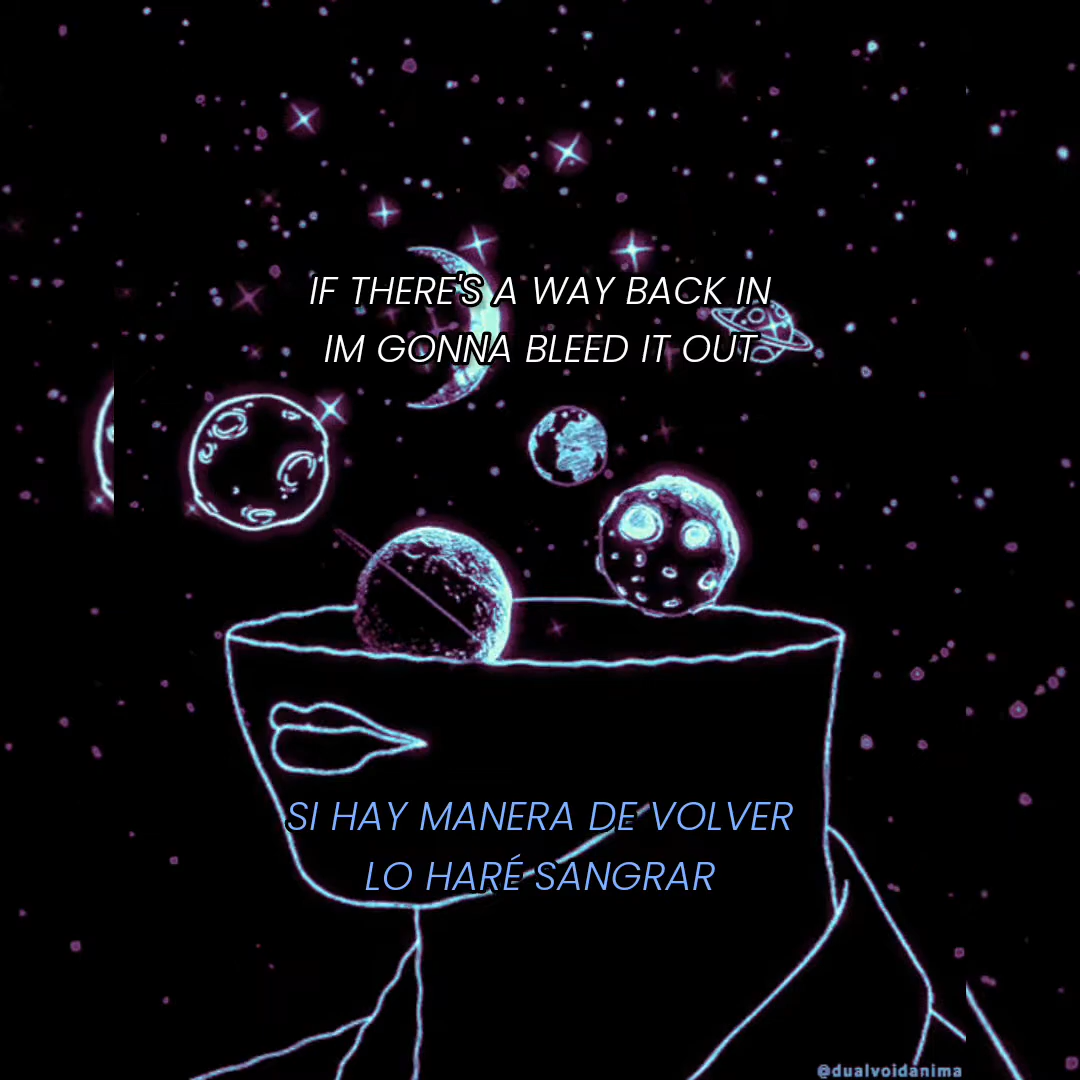 IF THERE'S A WAY BACK IN
IM GONNA BLEED IT OUT
SI HAY MANERA DE VOLVER
LO HARÉ SANGRAR
@dualvoidanima